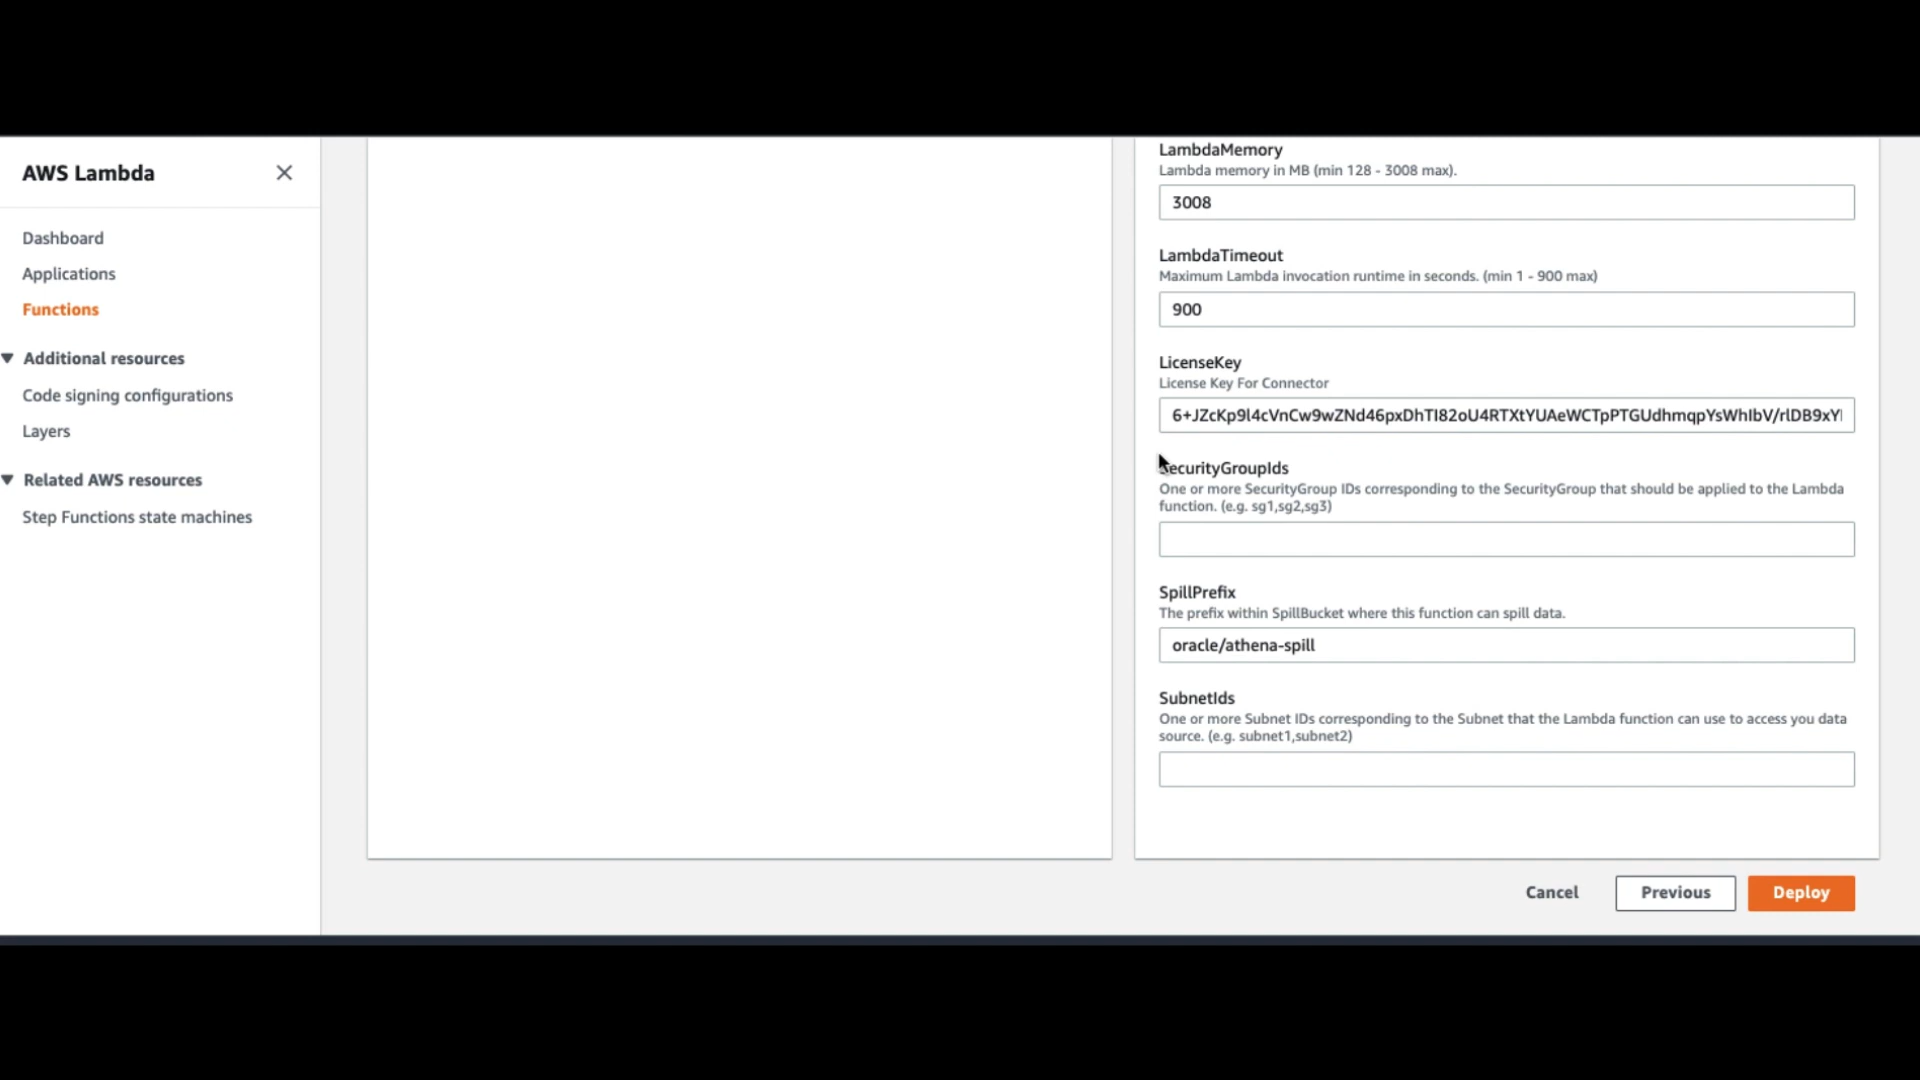 AWS Lambda
Dashboard
Applications
Functions
Additional resources
Code signing configurations
Layers
Related AWS resources
Step Functions state machines
LambdaMemory
Lambda memory in MB (min 128 - 3008 max).
3008
LambdaTimeout
Maximum Lambda invocation runtime in seconds. (min 1 - 900 max)
900
LicenseKey
License Key For Connector
6+JZcKp9l4cVnCw9wZNd46pxDhTI82oU4RTXtYUAeWCTpPTGUdhmqpYsWhIbV/rlDB9xY
SecurityGroupIds
One or more SecurityGroup IDs corresponding to the SecurityGroup that should be applied to the Lambda
function. (e.g. sg1,sg2,sg3)
SpillPrefix
The prefix within SpillBucket where this function can spill data.
oracle/athena-spill
SubnetIds
One or more Subnet IDs corresponding to the Subnet that the Lambda function can use to access you data
source. (e.g. subnet1,subnet2)
Cancel
Previous
Deploy